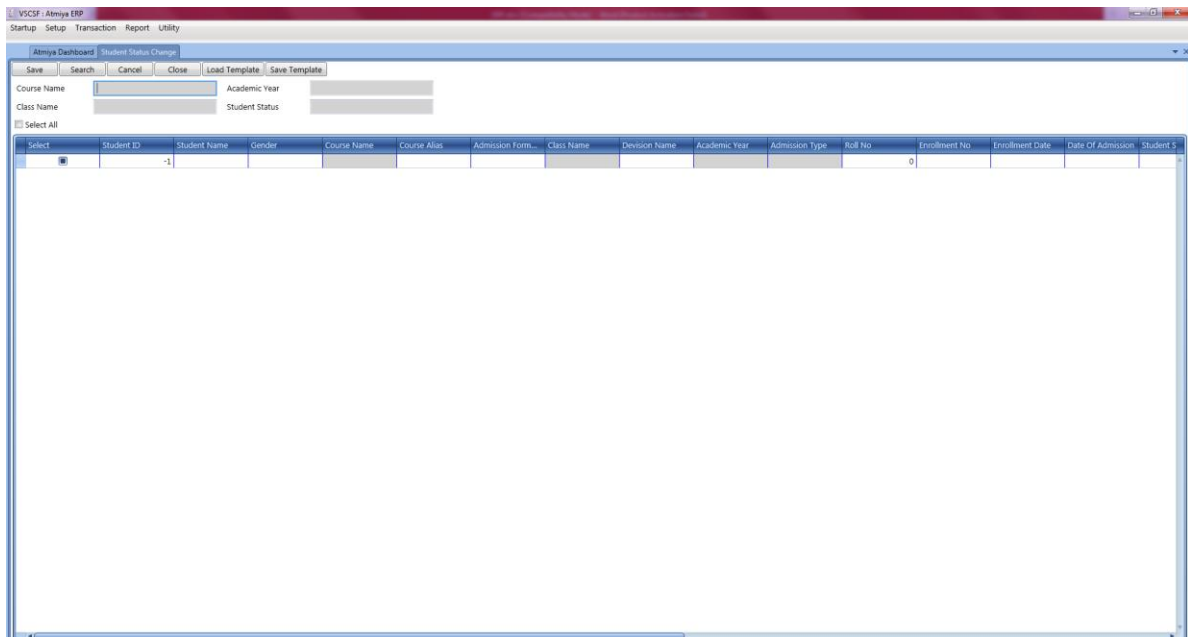 VSCSF : Atmiya ERP
Startup Setup Transaction Report Utility
Atmiya Dashboard Student Status Change
Save Search Cancel Close Load Template Save Template
Course Name Academic Year
Class Name Student Status
Select All
Select Student ID Student Name Gender Course Name Course Alias Admission Form... Class Name Devision Name Academic Year Admission Type Roll No Enrollment No Enrollment Date Date Of Admission Student S
-1 0